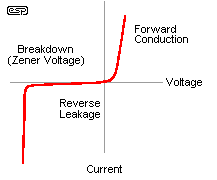 esp
Forward
Conduction
Breakdown
(Zener Voltage)
Voltage
Reverse
Leakage
Current